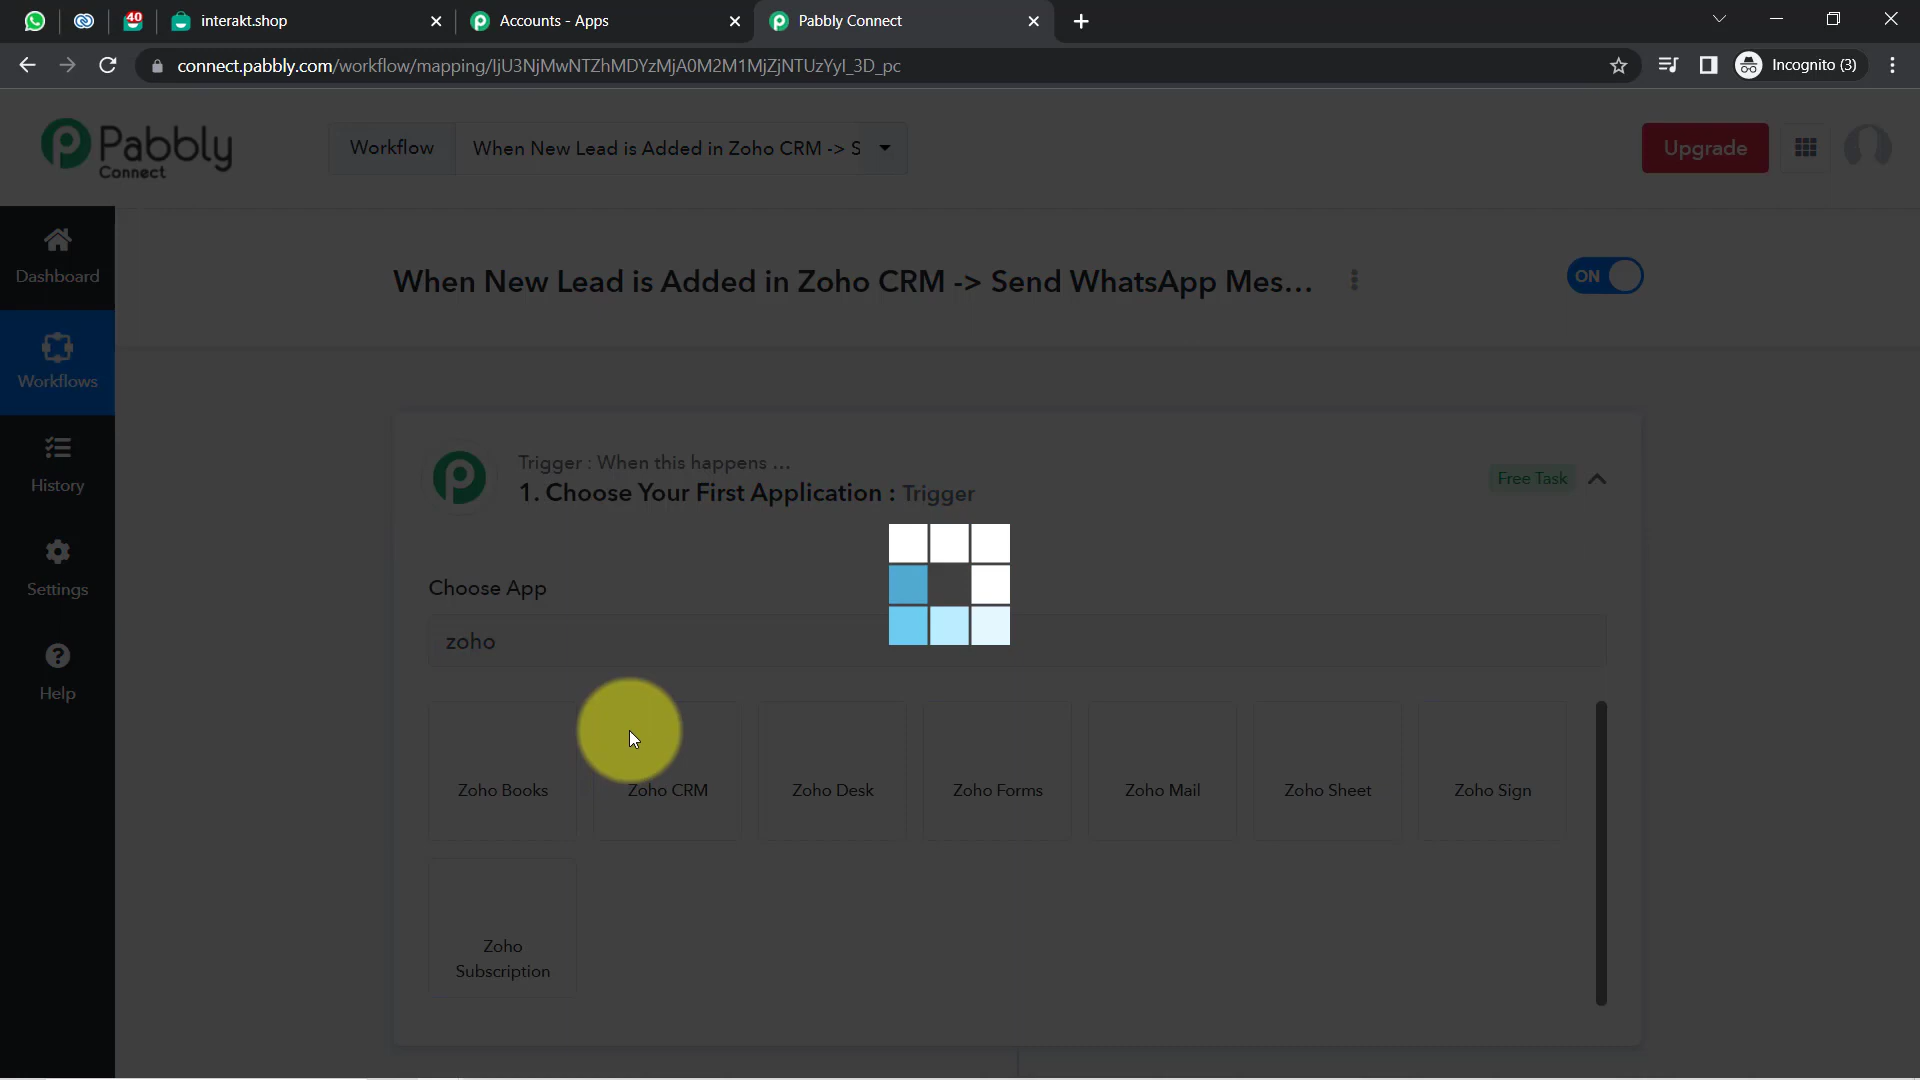 40
interakt.shop
Accounts - Apps
Pabbly Connect
connect.pabbly.com/workflow/mapping/IjU3NjMwNTZhMDYzMjA0M2M1MjZjNTUzYyI_3D_pc
Incognito (3)
Pabbly
Connect
Workflow
When New Lead is Added in Zoho CRM -> S
Upgrade
Dashboard
Workflows
History
Settings
Help
When New Lead is Added in Zoho CRM -> Send WhatsApp Mes...
ON
Trigger : When this happens ...
1. Choose Your First Application : Trigger
Free Task
Choose App
zoho
Zoho Books
Zoho CRM
Zoho Desk
Zoho Forms
Zoho Mail
Zoho Sheet
Zoho Sign
Zoho
Subscription